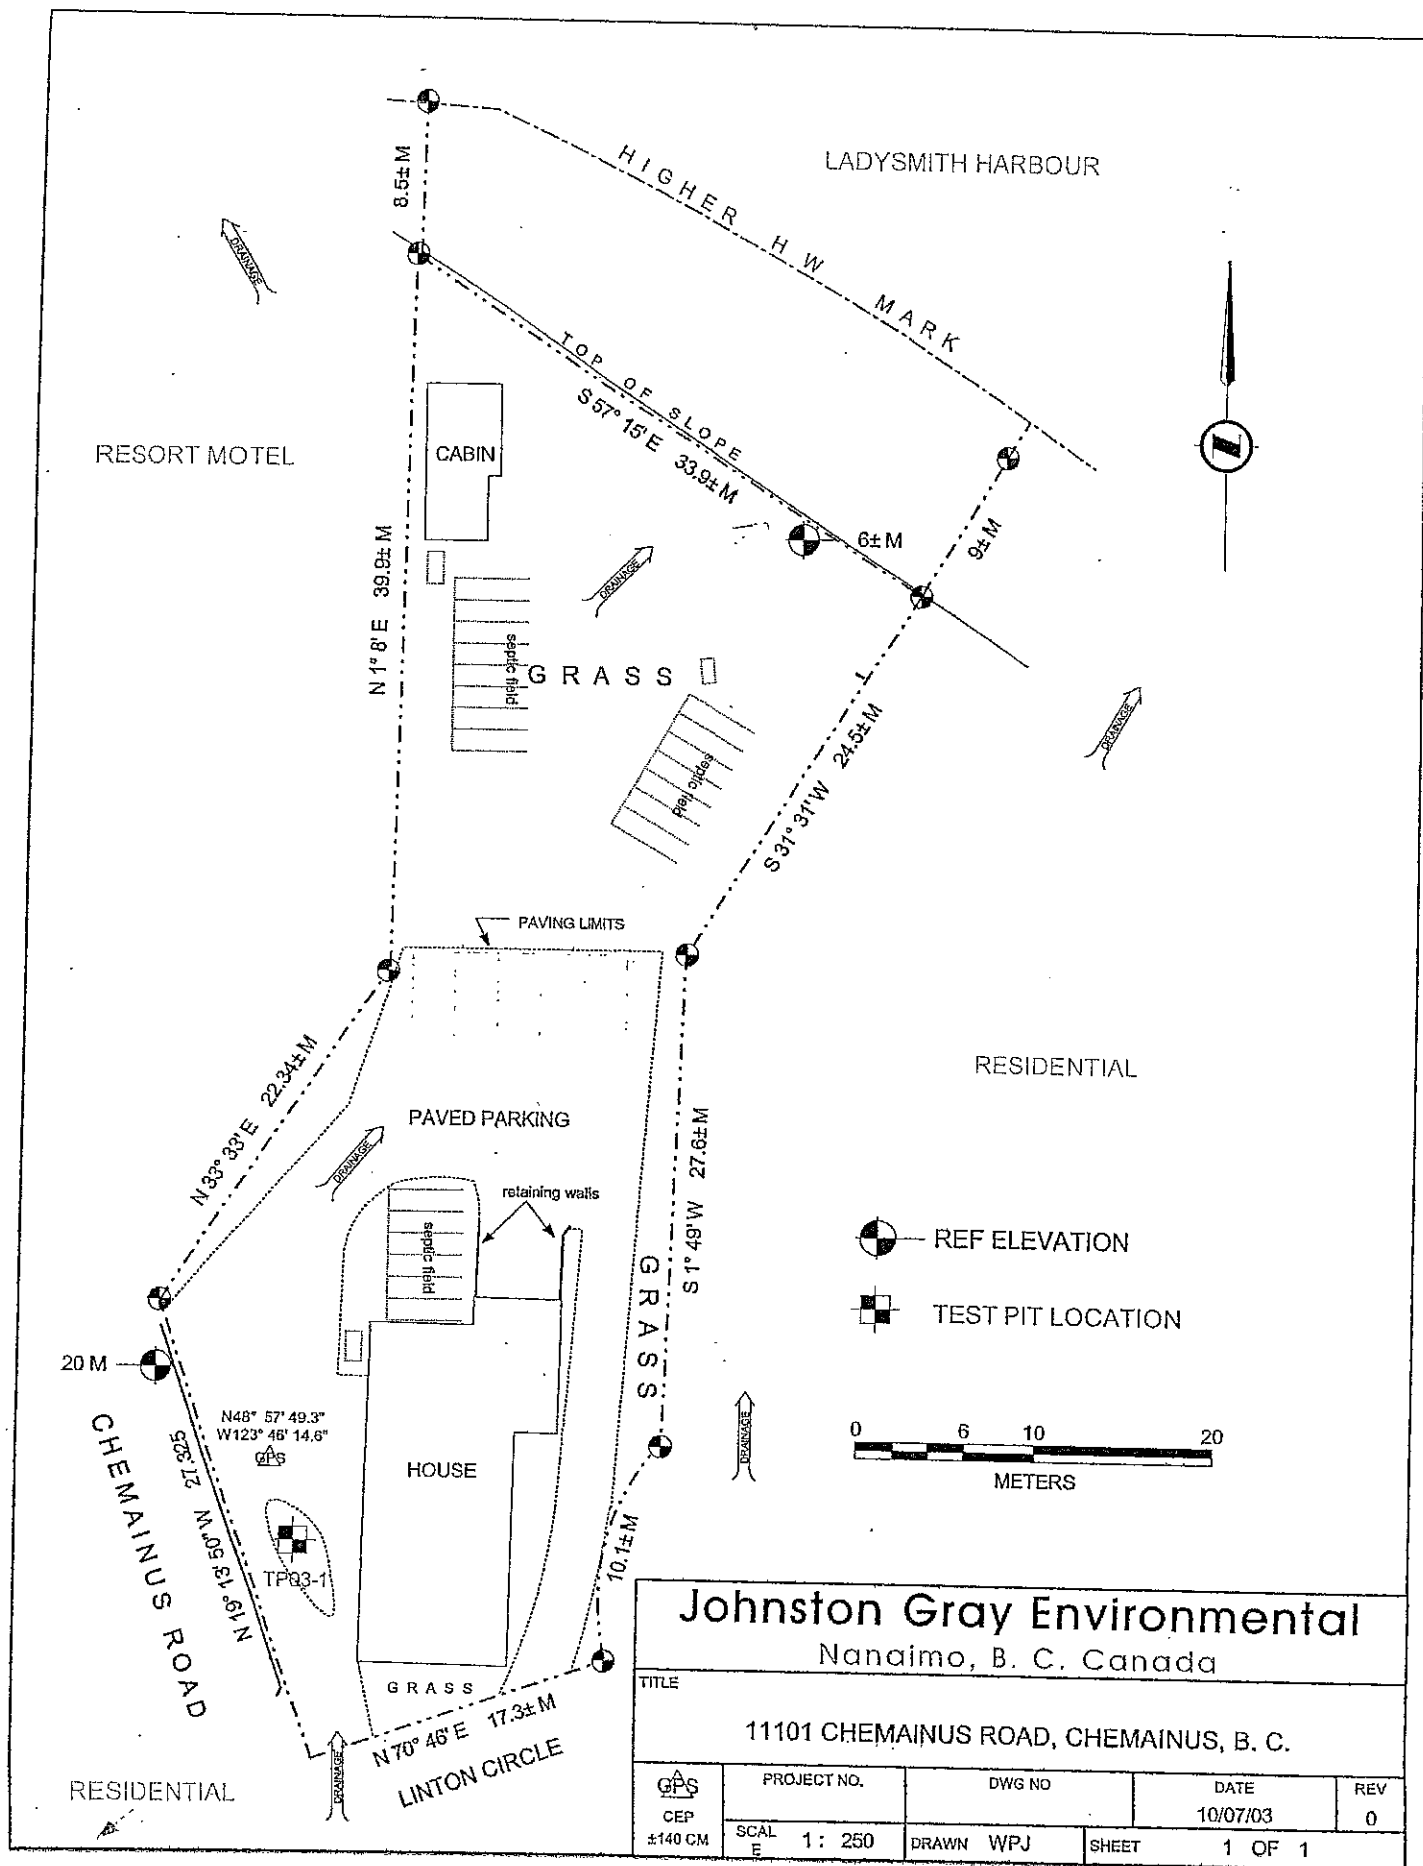 LADYSMITH HARBOUR
HIGHER H W MARK
8.5± M
DRAINAGE
TOP OF SLOPE
S 57° 15' E 33.9± M
RESORT MOTEL
CABIN
6± M
9± M
N 1° 8' E 39.9± M
DRAINAGE
septic field
GRASS
septic field
S 31° 31' W 24.5± M
DRAINAGE
PAVING LIMITS
N 33° 33' E 22.34± M
PAVED PARKING
DRAINAGE
RESIDENTIAL
S 1° 49' W 27.6± M
retaining walls
septic field
GRASS
REF ELEVATION
TEST PIT LOCATION
20 M
N48° 57' 49.3"
W123° 46' 14.6"
GPS
CHEMAINUS ROAD
N 19° 13' 50" W 27.325
HOUSE
TP03-1
DRAINAGE
0 6 10 20
METERS
10.1± M
GRASS
N 70° 46' E 17.3± M
LINTON CIRCLE
DRAINAGE
RESIDENTIAL
Johnston Gray Environmental
Nanaimo, B. C. Canada
TITLE
11101 CHEMAINUS ROAD, CHEMAINUS, B. C.
GPS
CEP
±140 CM
PROJECT NO.
DWG NO
DATE
10/07/03
REV
0
SCALE 1 : 250
DRAWN WPJ
SHEET 1 OF 1